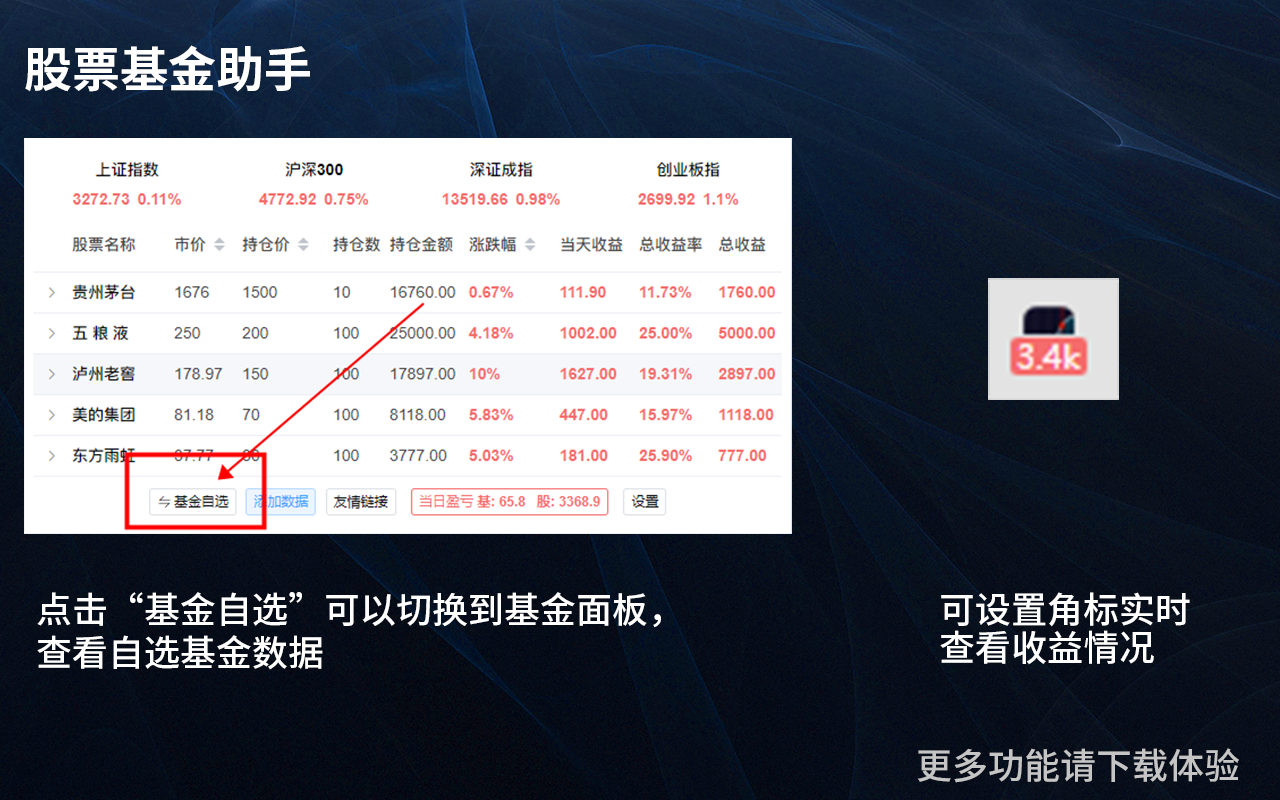 股票基金助手
上证指数 沪深300 深证成指 创业板指
3272.73 0.11% 4772.92 0.75% 13519.66 0.98% 2699.92 1.1%
股票名称 市价 持仓价 持仓数 持仓金额 涨跌幅 当天收益 总收益率 总收益
贵州茅台 1676 1500 10 16760.00 0.67% 111.90 11.73% 1760.00
五 粮 液 250 200 100 25000.00 4.18% 1002.00 25.00% 5000.00
泸州老窖 178.97 150 100 17897.00 10% 1627.00 19.31% 2897.00
美的集团 81.18 70 100 8118.00 5.83% 447.00 15.97% 1118.00
东方雨虹 37.77 30 100 3777.00 5.03% 181.00 25.90% 777.00
基金自选 添加数据 友情链接 当日盈亏 基: 65.8 股: 3368.9 设置
3.4k
点击“基金自选”可以切换到基金面板，
查看自选基金数据
可设置角标实时
查看收益情况
更多功能请下载体验